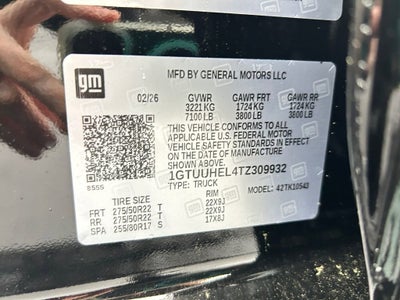 gm
MFD BY GENERAL MOTORS LLC
02/26 GVWR GAWR FRT GAWR RR
3221 KG 1724 KG 1724 KG
7100 LB 3800 LB 3800 LB
THIS VEHICLE CONFORMS TO ALL
APPLICABLE U.S. FEDERAL MOTOR
VEHICLE SAFETY STANDARDS IN EFFECT
ON THE DATE OF MANUFACTURE
SHOWN ABOVE.
1GTUUHEL4TZ309932
TYPE: TRUCK MODEL: 42TK10543
8555
TIRE SIZE RIM
FRT 275/50R22 T 22X9J
RR 275/50R22 T 22X9J
SPA 255/80R17 S 17X8J